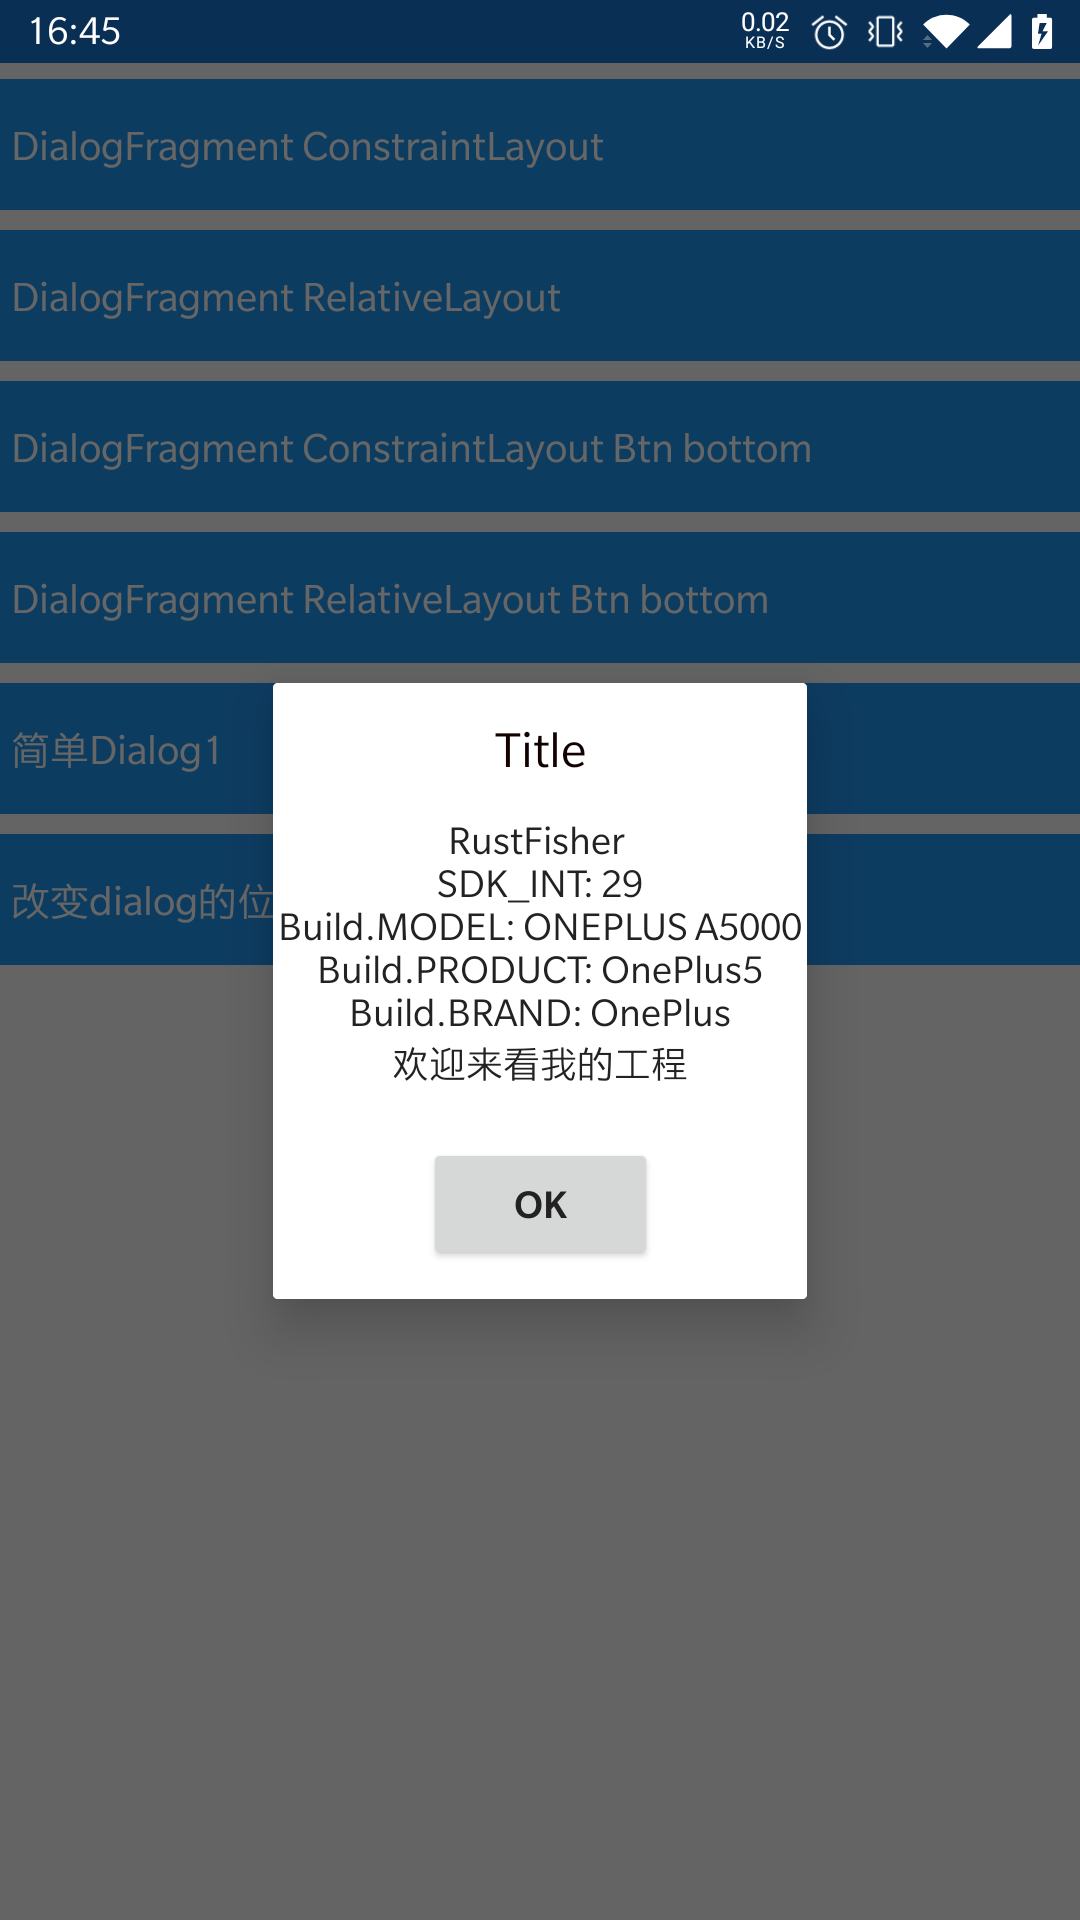 16:45
0.02
KB/S
DialogFragment ConstraintLayout
DialogFragment RelativeLayout
DialogFragment ConstraintLayout Btn bottom
DialogFragment RelativeLayout Btn bottom
简单Dialog1
改变dialog的位
Title
RustFisher
SDK_INT: 29
Build.MODEL: ONEPLUS A5000
Build.PRODUCT: OnePlus5
Build.BRAND: OnePlus
欢迎来看我的工程
OK